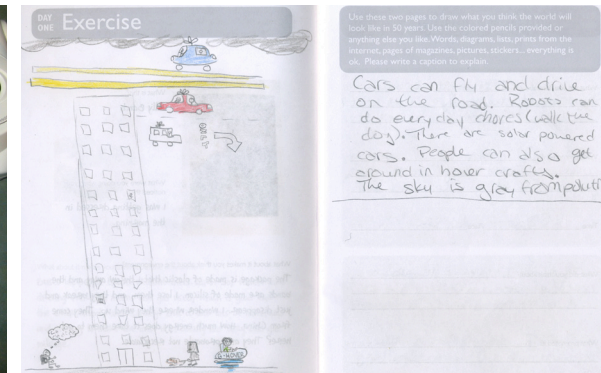 DAY
ONE Exercise
Use these two pages to draw what you think the world will
look like in 50 years. Use the colored pencils provided or
anything else you like. Words, diagrams, lists, prints from the
internet, pages of magazines, pictures, stickers... everything is
ok. Please write a caption to explain.
Cars can fly and drive
on the road. Robots can
do everyday chores (walk the
dog). There are solar powered
cars. People can also get
around in hover crafts.
The sky is gray from poluti